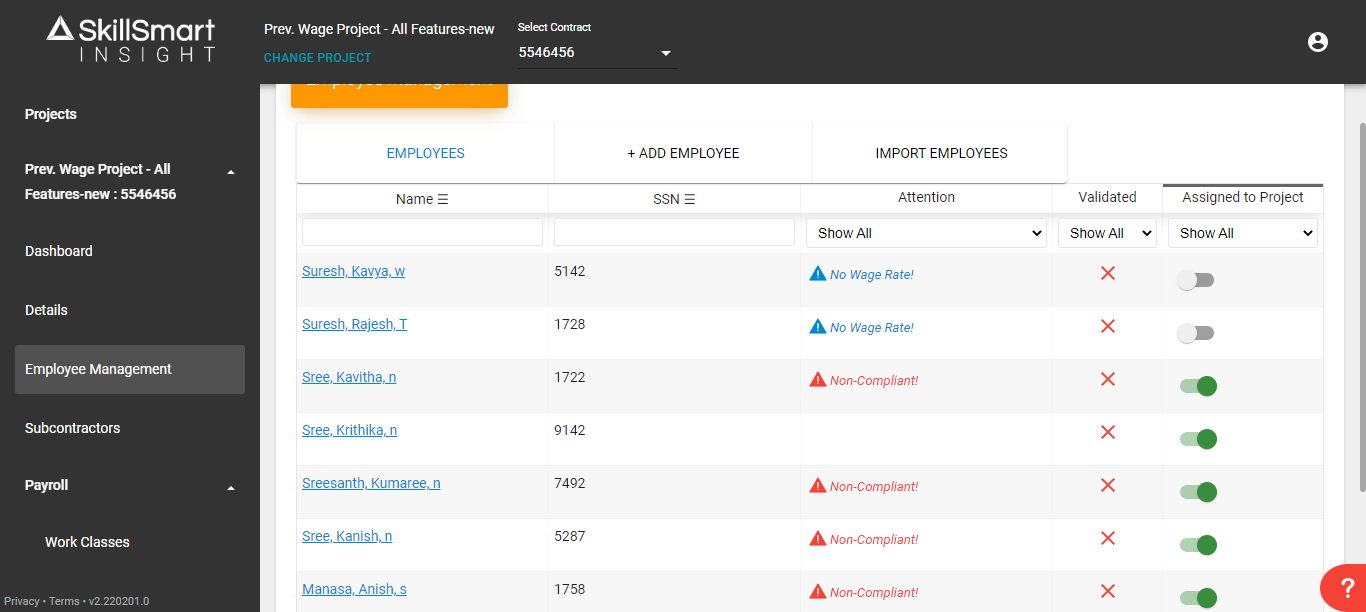 SkillSmart
INSIGHT
Prev. Wage Project - All Features-new
CHANGE PROJECT
Select Contract
5546456
Projects
Prev. Wage Project - All
Features-new : 5546456
Dashboard
Details
Employee Management
Subcontractors
Payroll
Work Classes
Privacy • Terms • v2.220201.0
Employee Management
EMPLOYEES
+ ADD EMPLOYEE
IMPORT EMPLOYEES
Name ☰ SSN ☰ Attention Validated Assigned to Project
Show All Show All Show All
Suresh, Kavya, w 5142 No Wage Rate!
Suresh, Rajesh, T 1728 No Wage Rate!
Sree, Kavitha, n 1722 Non-Compliant!
Sree, Krithika, n 9142
Sreesanth, Kumaree, n 7492 Non-Compliant!
Sree, Kanish, n 5287 Non-Compliant!
Manasa, Anish, s 1758 Non-Compliant!
?